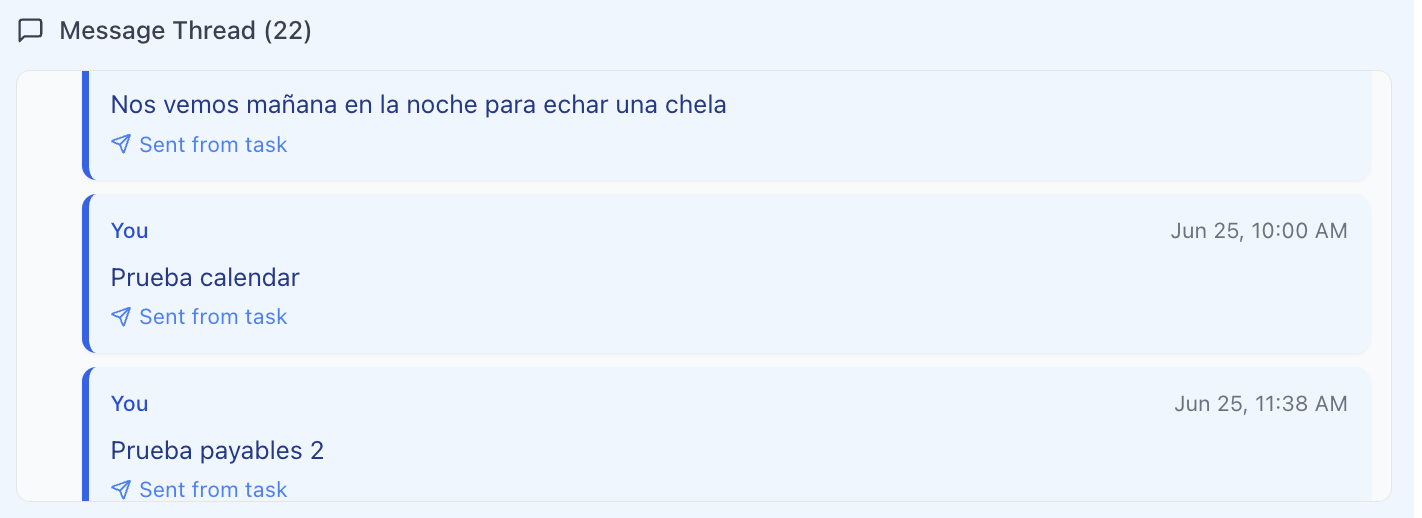 Message Thread (22)
Nos vemos mañana en la noche para echar una chela
Sent from task
You
Jun 25, 10:00 AM
Prueba calendar
Sent from task
You
Jun 25, 11:38 AM
Prueba payables 2
Sent from task